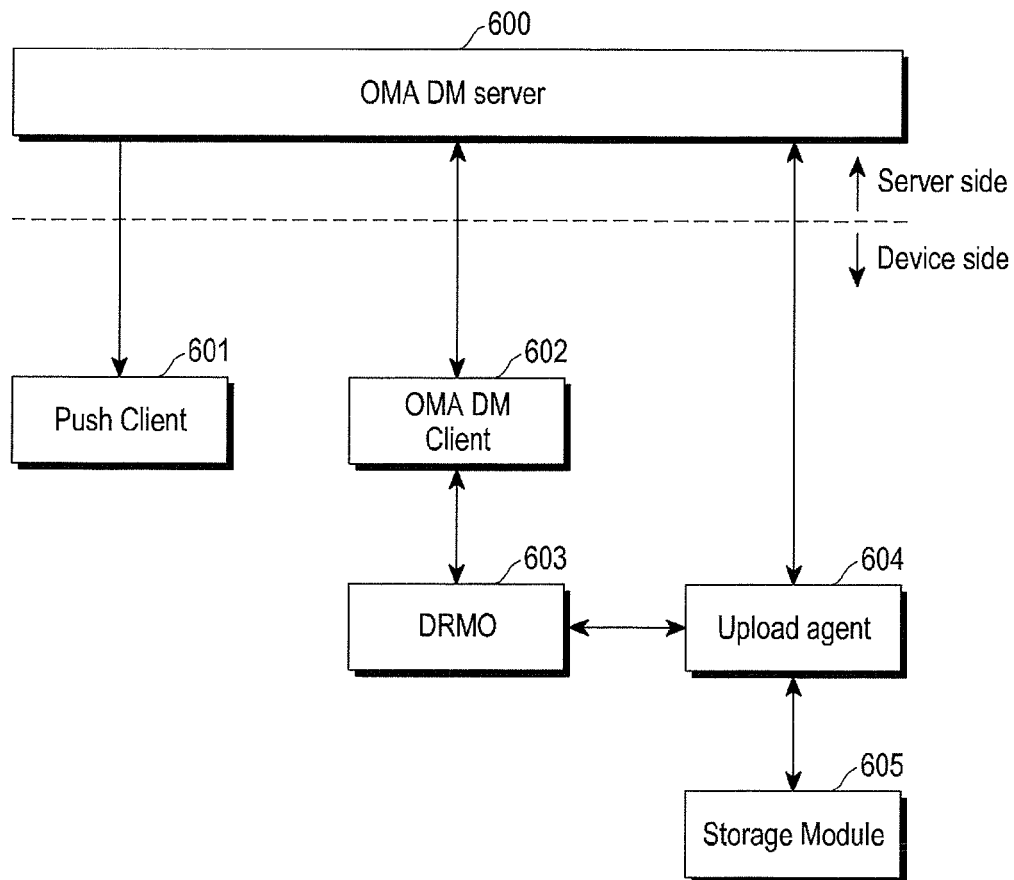 600
OMA DM server
Server side
Device side
601
Push Client
602
OMA DM
Client
603
DRMO
604
Upload agent
605
Storage Module